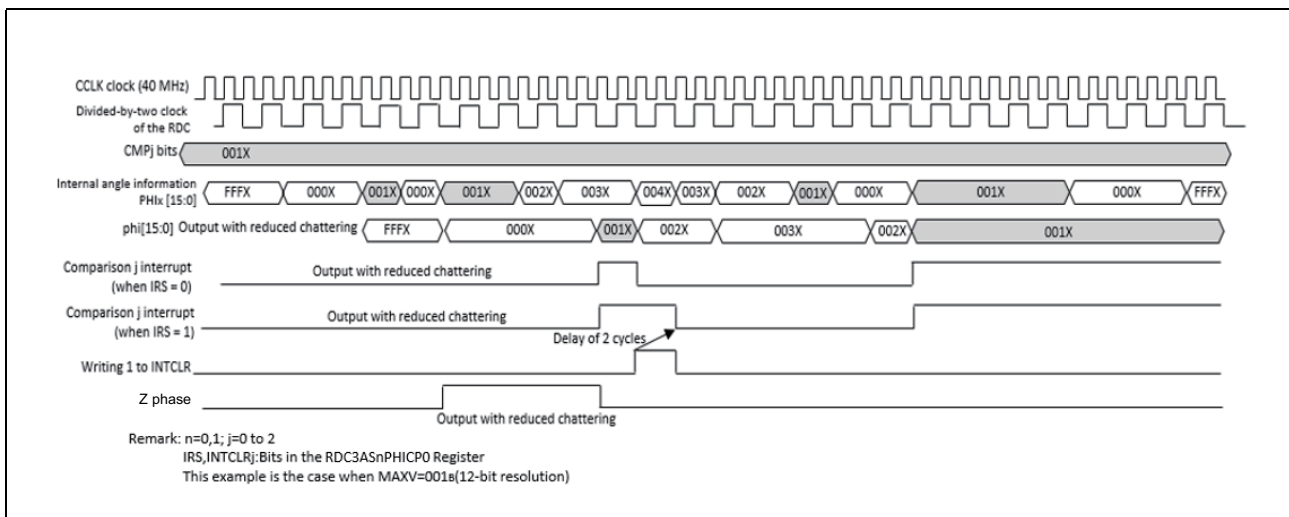 CCLK clock (40 MHz)
Divided-by-two clock
of the RDC
CMPj bits 001X
Internal angle information
PHIx [15:0] FFFX 000X 001X 000X 001X 002X 003X 004X 003X 002X 001X 000X 001X 000X FFFX
phi[15:0] Output with reduced chattering FFFX 000X 001X 002X 003X 002X 001X
Comparison j interrupt
(when IRS = 0) Output with reduced chattering
Comparison j interrupt
(when IRS = 1) Output with reduced chattering
Delay of 2 cycles
Writing 1 to INTCLR
Z phase
Output with reduced chattering
Remark: n=0,1; j=0 to 2
IRS,INTCLRj:Bits in the RDC3ASnPHICP0 Register
This example is the case when MAXV=001B(12-bit resolution)